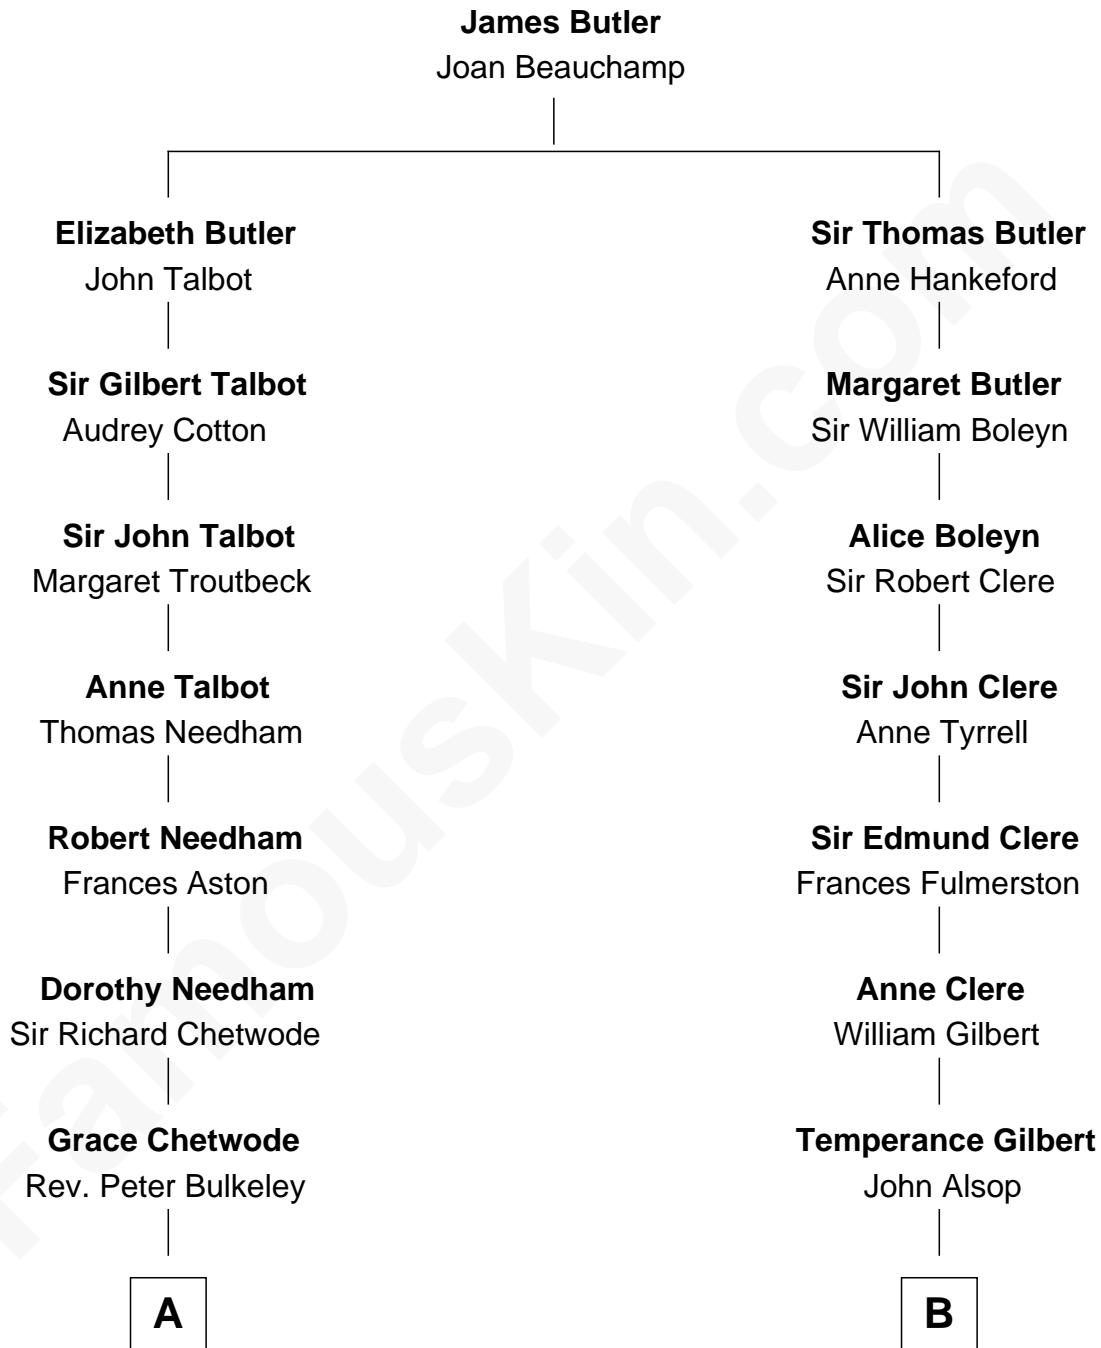 James Butler
Joan Beauchamp
Elizabeth Butler
John Talbot
Sir Thomas Butler
Anne Hankeford
Sir Gilbert Talbot
Audrey Cotton
Margaret Butler
Sir William Boleyn
Sir John Talbot
Margaret Troutbeck
Alice Boleyn
Sir Robert Clere
Anne Talbot
Thomas Needham
Sir John Clere
Anne Tyrrell
Robert Needham
Frances Aston
Sir Edmund Clere
Frances Fulmerston
Dorothy Needham
Sir Richard Chetwode
Anne Clere
William Gilbert
Grace Chetwode
Rev. Peter Bulkeley
Temperance Gilbert
John Alsop
A
B
FamousKin.com